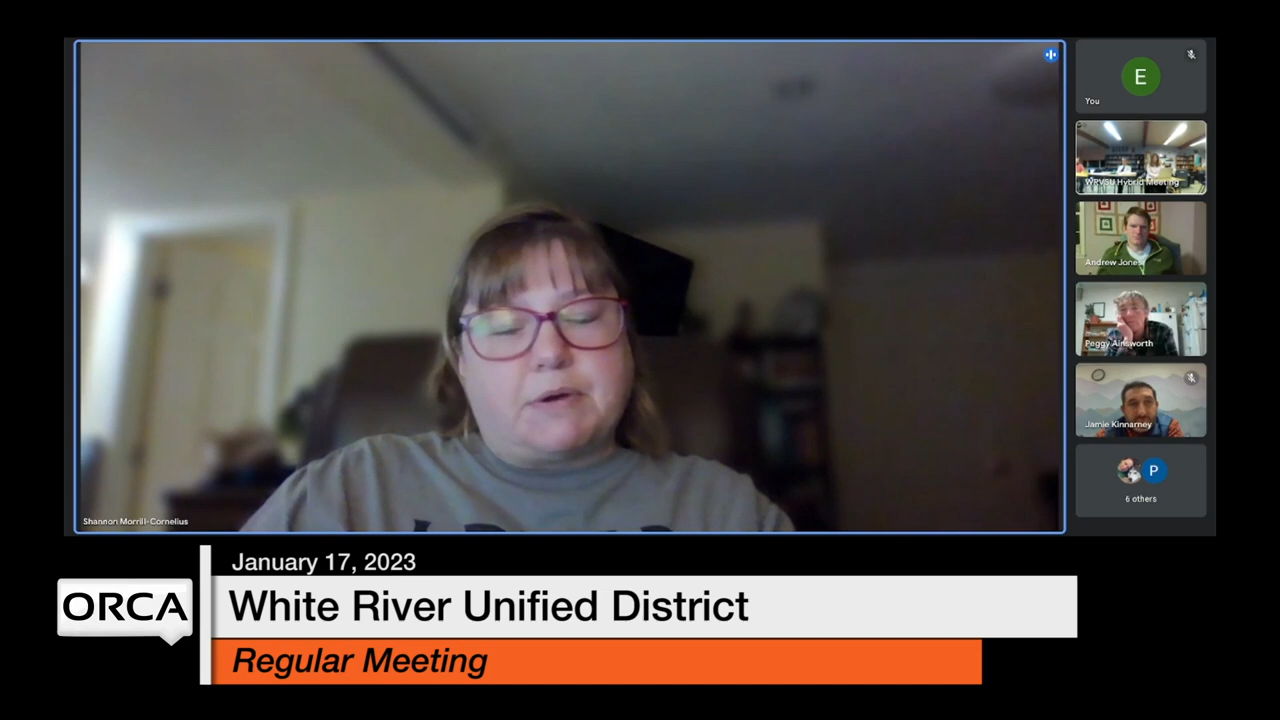 E
You
WRVSU Hybrid Meeting
Andrew Jones
Peggy Ainsworth
Jamie Kinnarney
P
6 others
Shannon Morrill-Cornelius
January 17, 2023
ORCA
White River Unified District
Regular Meeting